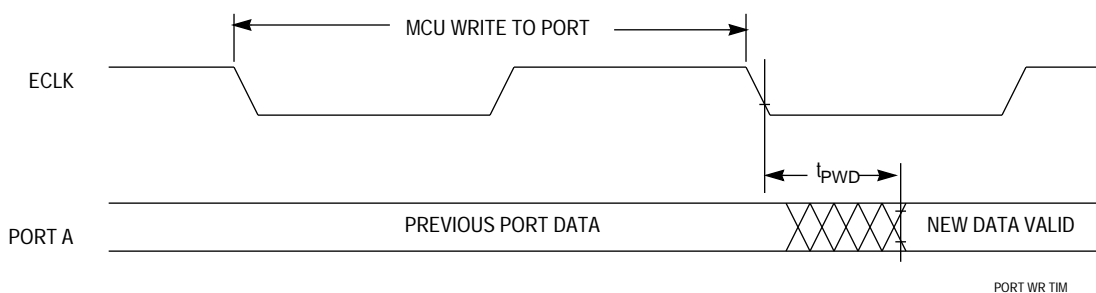 MCU WRITE TO PORT
ECLK
tPWD
PORT A
PREVIOUS PORT DATA
NEW DATA VALID
PORT WR TIM